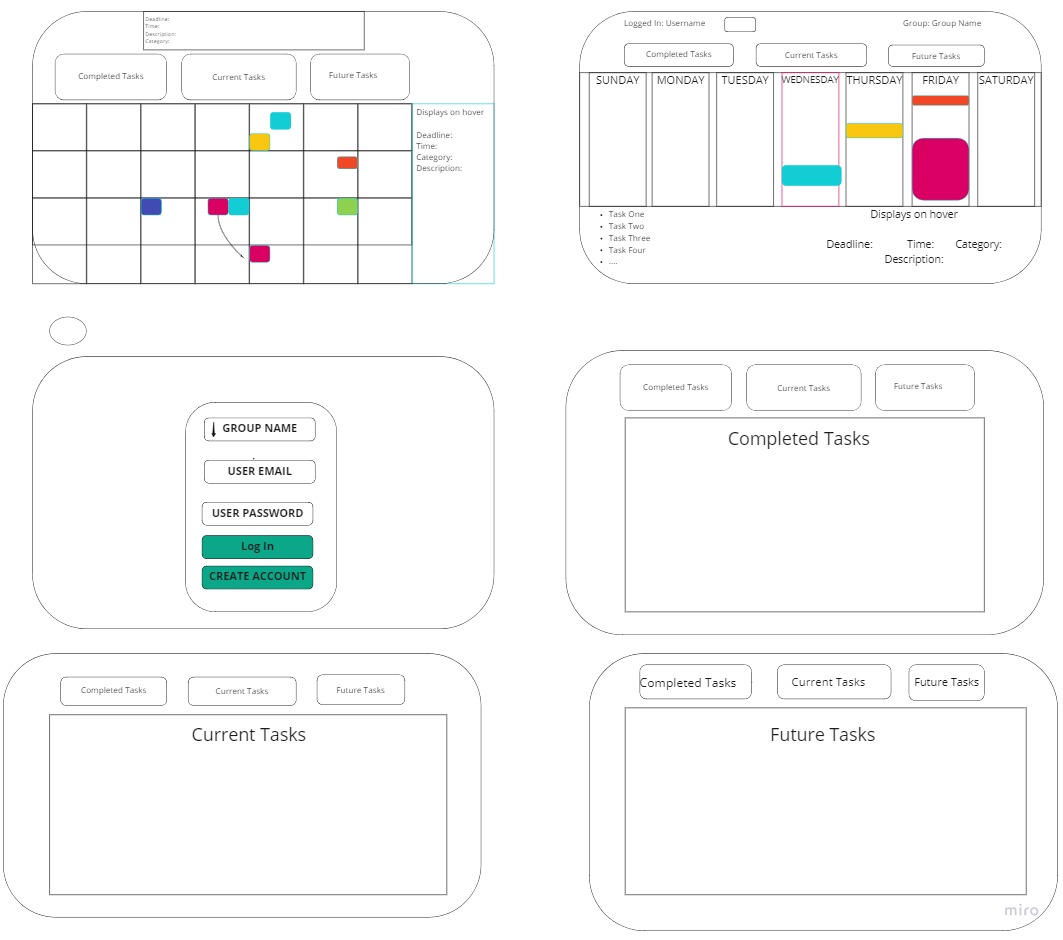 Deadline:
Time:
Description:
Category:
Completed Tasks
Current Tasks
Future Tasks
Displays on hover
Deadline:
Time:
Category:
Description:
Logged In: Username
Group: Group Name
Completed Tasks
Current Tasks
Future Tasks
SUNDAY MONDAY TUESDAY WEDNESDAY THURSDAY FRIDAY SATURDAY
• Task One
• Task Two
• Task Three
• Task Four
• ....
Displays on hover
Deadline: Time: Category:
Description:
GROUP NAME
USER EMAIL
USER PASSWORD
Log In
CREATE ACCOUNT
Completed Tasks
Current Tasks
Future Tasks
Completed Tasks
Completed Tasks
Current Tasks
Future Tasks
Current Tasks
Completed Tasks
Current Tasks
Future Tasks
Future Tasks
miro